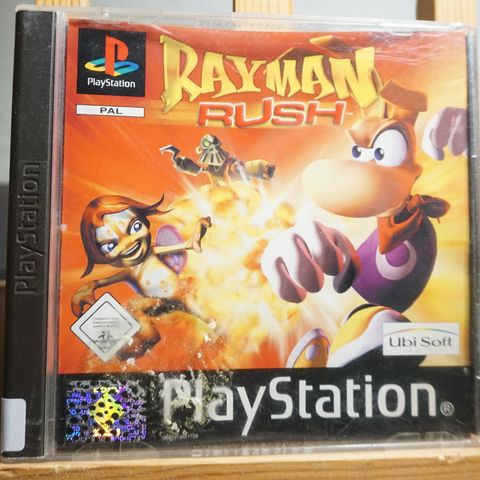 PlayStation
PAL
RAYMAN
RUSH
PlayStation
Ubi Soft
PlayStation®